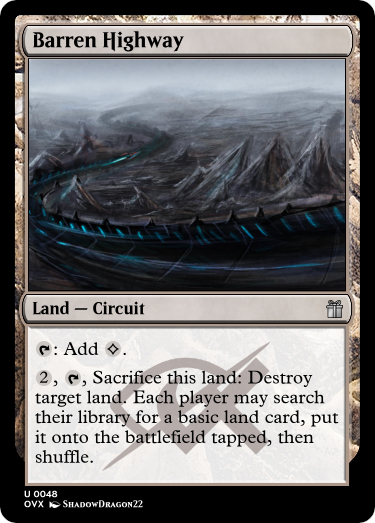 Barren Highway
Land — Circuit
: Add .
2, , Sacrifice this land: Destroy
target land. Each player may search
their library for a basic land card, put
it onto the battlefield tapped, then
shuffle.
U 0048
OVX ShadowDragon22